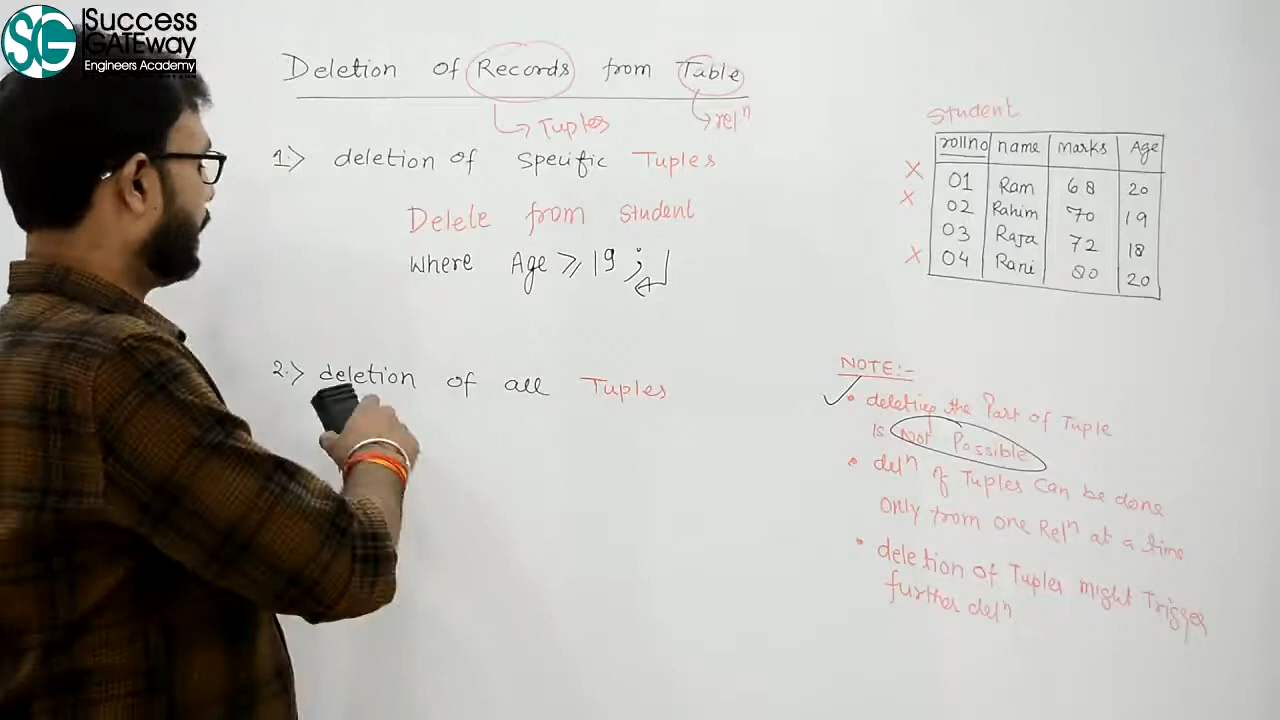 Success
GATEway
Engineers Academy
SG
Deletion of Records from Table
Tuples
relⁿ
1.> deletion of specific Tuples
Delete from Student
Where Age >= 19 ;
2.> deletion of all Tuples
Student
rollno name Marks Age
X 01 Ram 68 20
X 02 Rahim 70 19
03 Raja 72 18
X 04 Rani 80 20
NOTE:-
• deleting the Part of Tuple
is Not Possible
• delⁿ of Tuples can be done
only from one Relⁿ at a time
• deletion of Tuples might Trigger
further delⁿ